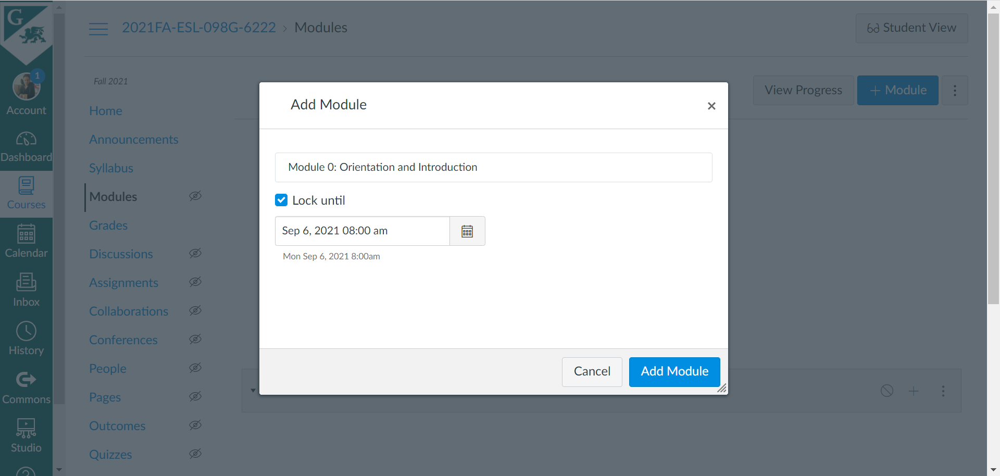 G
2021FA-ESL-098G-6222 › Modules
Student View
1
Account
Dashboard
Courses
Calendar
Inbox
History
Commons
Studio
Fall 2021
Home
Announcements
Syllabus
Modules
Grades
Discussions
Assignments
Collaborations
Conferences
People
Pages
Outcomes
Quizzes
View Progress
+ Module
Add Module
×
Module 0: Orientation and Introduction
Lock until
Sep 6, 2021 08:00 am
Mon Sep 6, 2021 8:00am
Cancel
Add Module